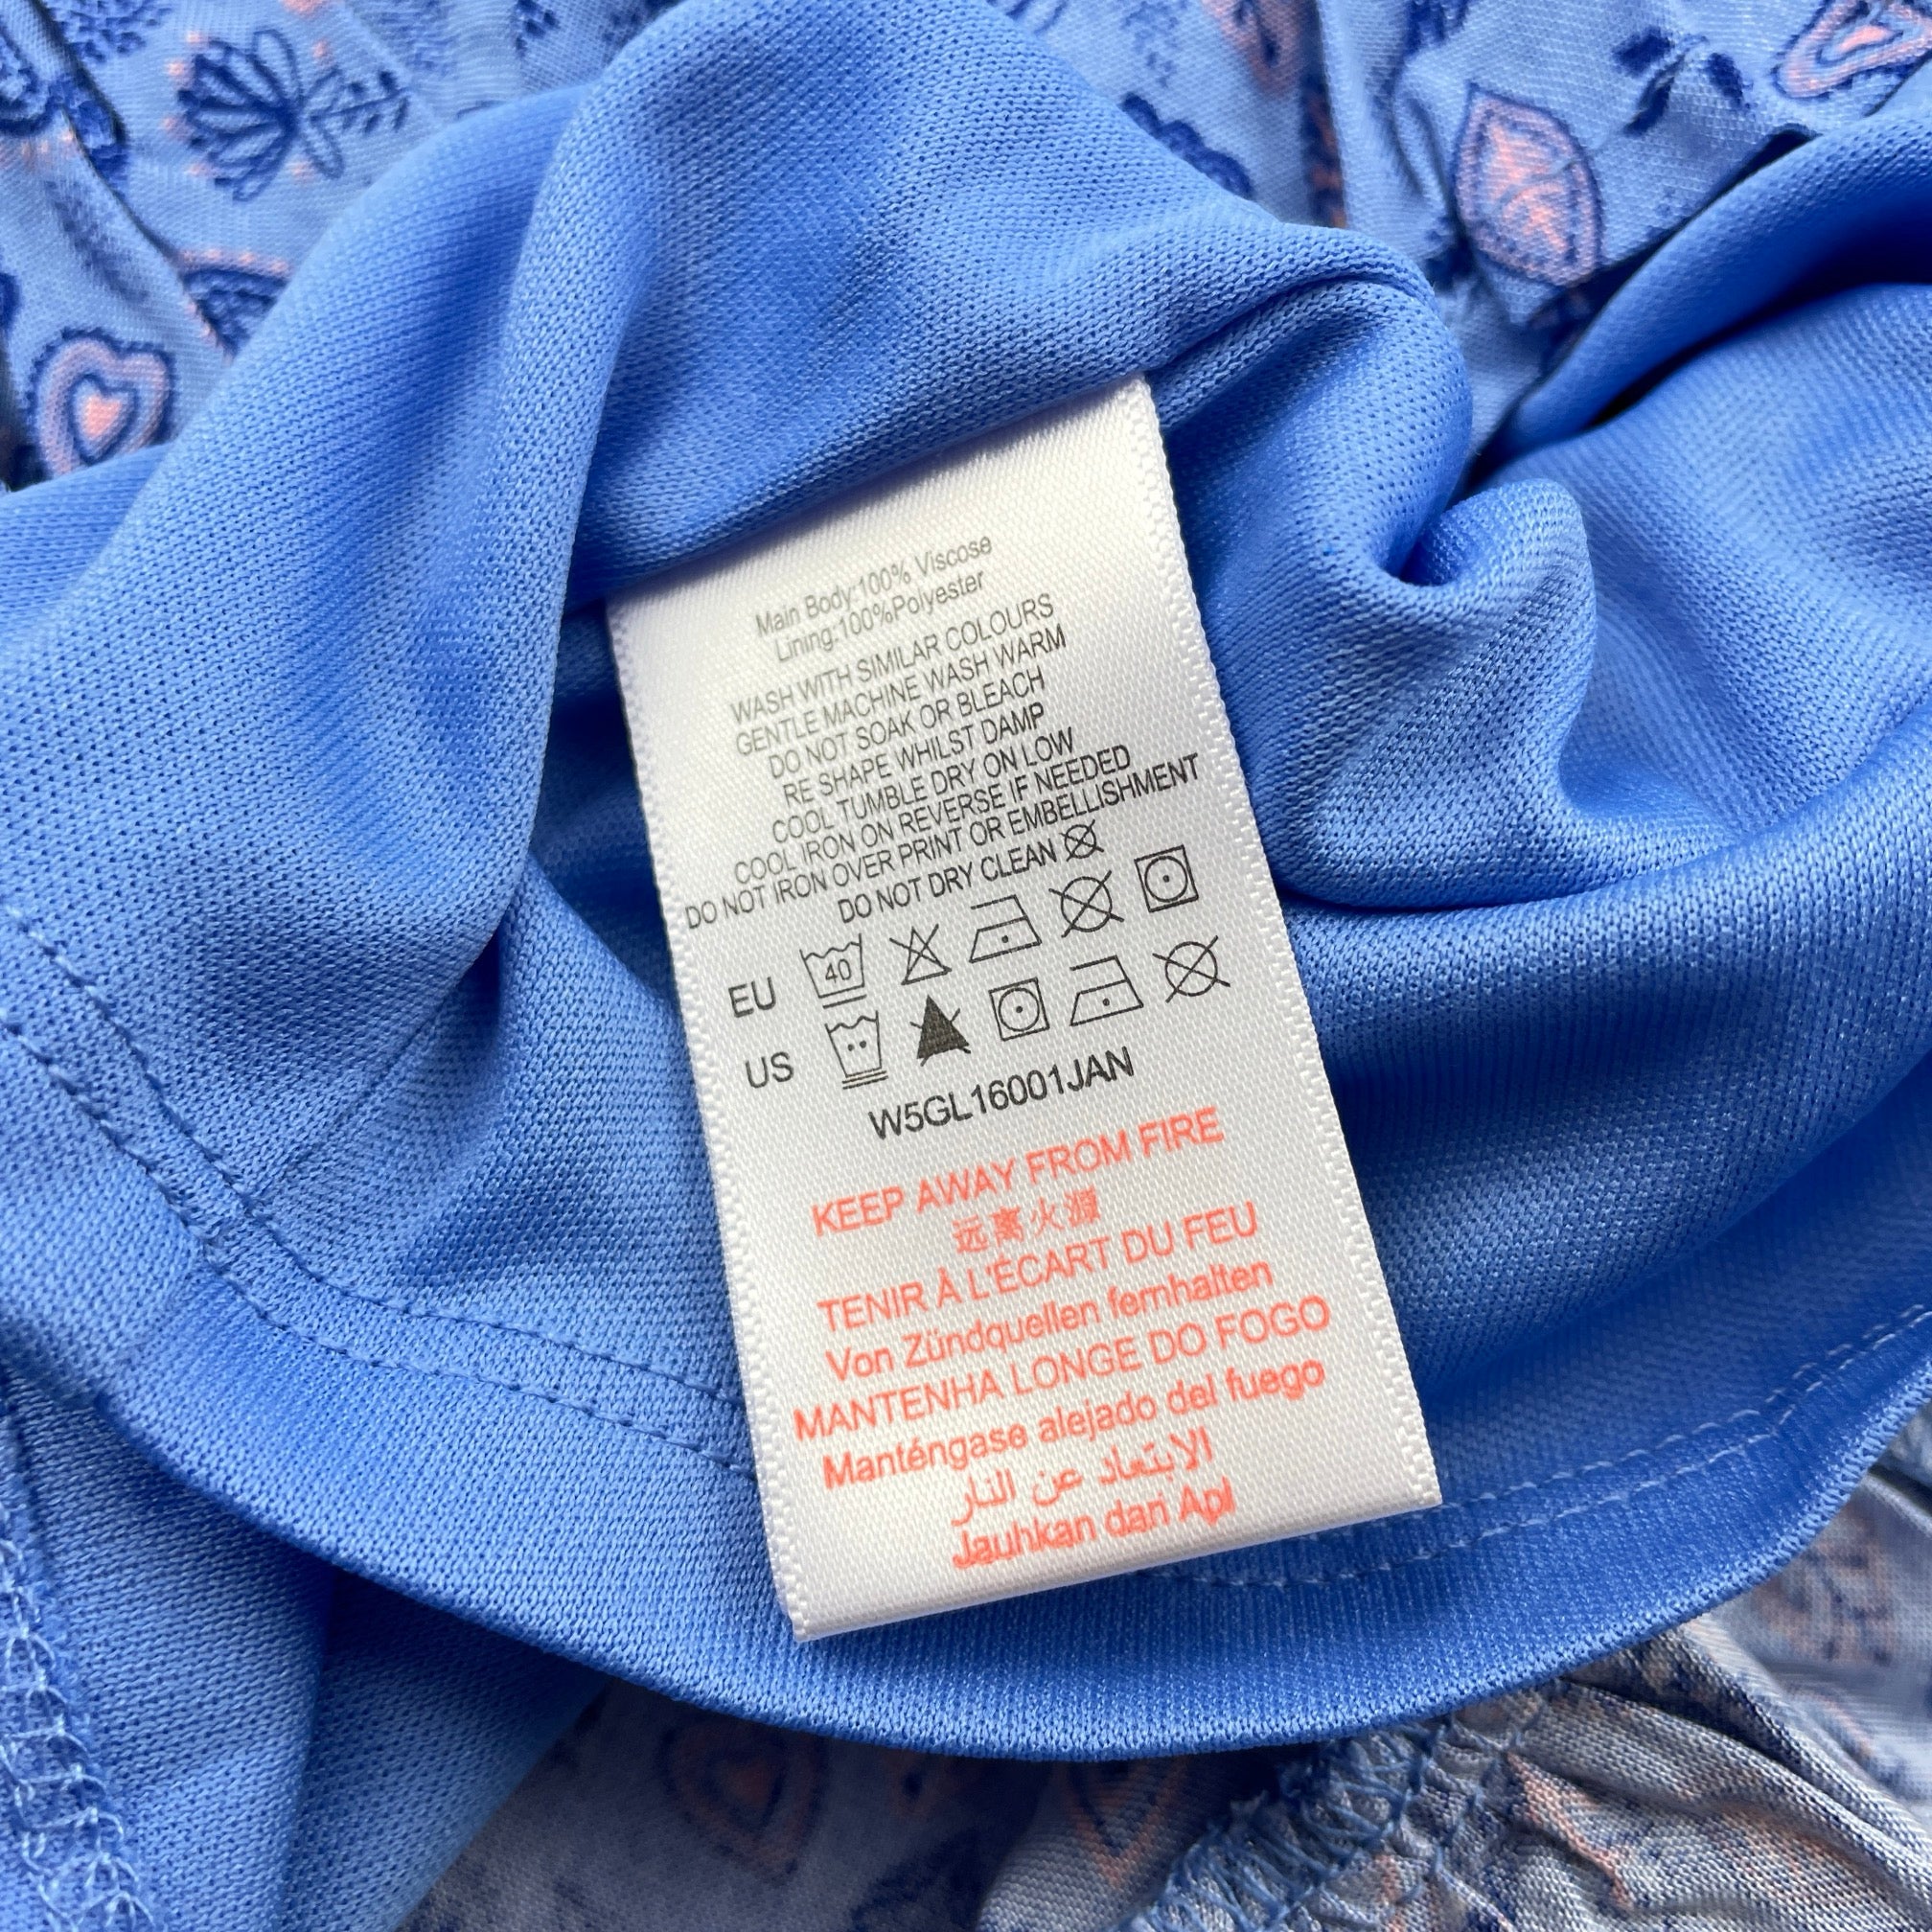 Main Body:100% Viscose
Lining:100%Polyester
WASH WITH SIMILAR COLOURS
GENTLE MACHINE WASH WARM
DO NOT SOAK OR BLEACH
RE SHAPE WHILST DAMP
COOL TUMBLE DRY ON LOW
COOL IRON ON REVERSE IF NEEDED
DO NOT IRON OVER PRINT OR EMBELLISHMENT
DO NOT DRY CLEAN
EU 40
US
W5GL16001JAN
KEEP AWAY FROM FIRE
远离火源
TENIR À L'ÉCART DU FEU
Von Zündquellen fernhalten
MANTENHA LONGE DO FOGO
Manténgase alejado del fuego
الابتعاد عن النار
Jauhkan dari Api